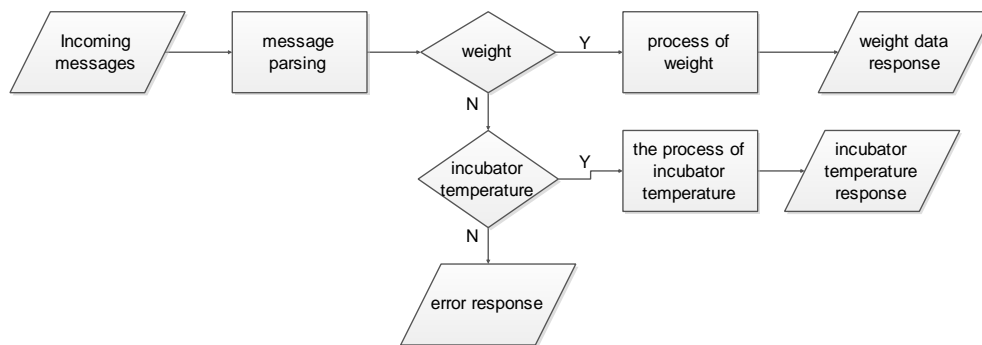 Incoming
messages
message
parsing
weight
Y
process of
weight
weight data
response
N
incubator
temperature
Y
the process of
incubator
temperature
incubator
temperature
response
N
error response